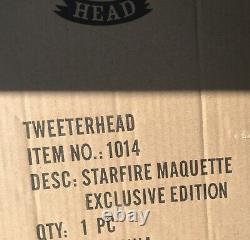 HEAD
TWEETERHEAD
ITEM NO.:1014
DESC: STARFIRE MAQUETTE
EXCLUSIVE EDITION
QTY: 1 PC